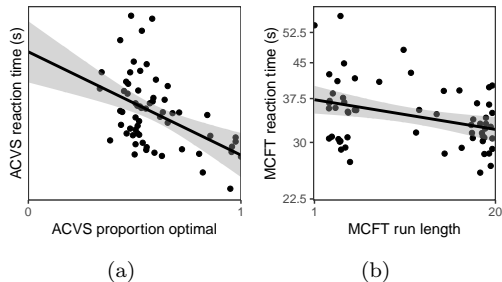 ACVS reaction time (s)
0
1
ACVS proportion optimal
(a)
MCFT reaction time (s)
52.5
45
37.5
30
22.5
1
20
MCFT run length
(b)